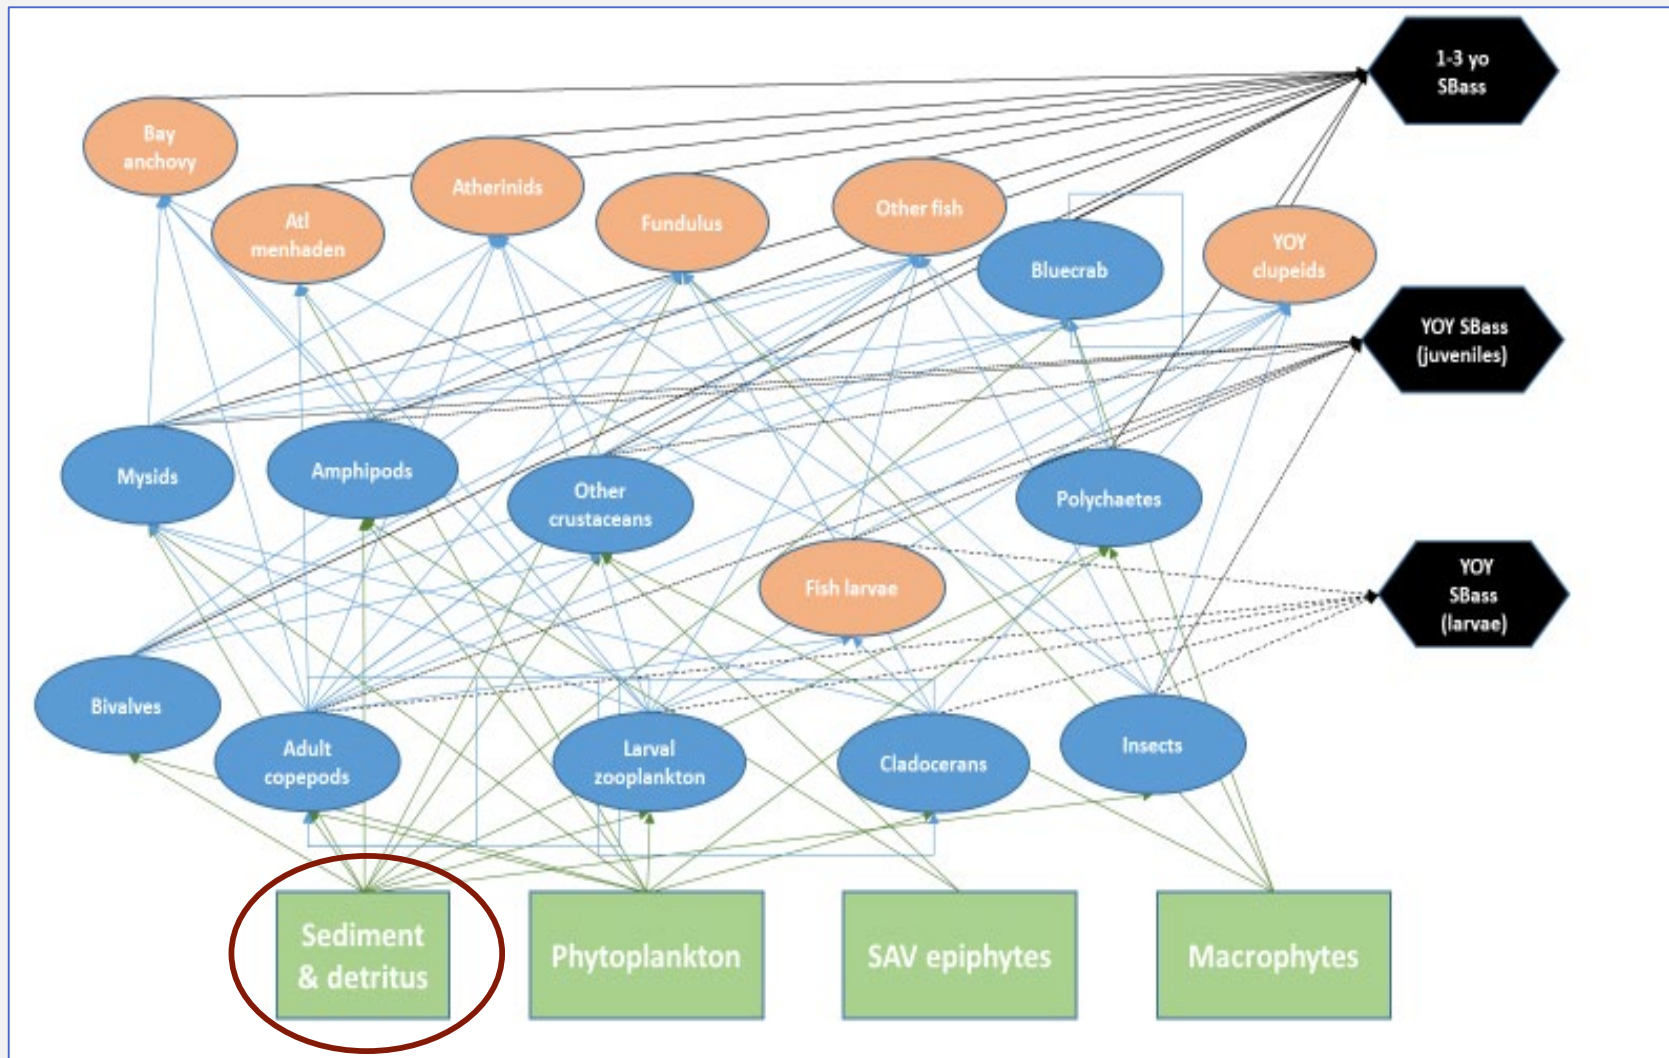 1-3 yo
SBass
Bay
anchovy
Atl
menhaden
Atherinids
Fundulus
Other fish
Bluecrab
YOY
clupeids
YOY SBass
(juveniles)
Mysids
Amphipods
Other
crustaceans
Polychaetes
Fish larvae
YOY
SBass
(larvae)
Bivalves
Adult
copepods
Larval
zooplankton
Cladocerans
Insects
Sediment
& detritus
Phytoplankton
SAV epiphytes
Macrophytes